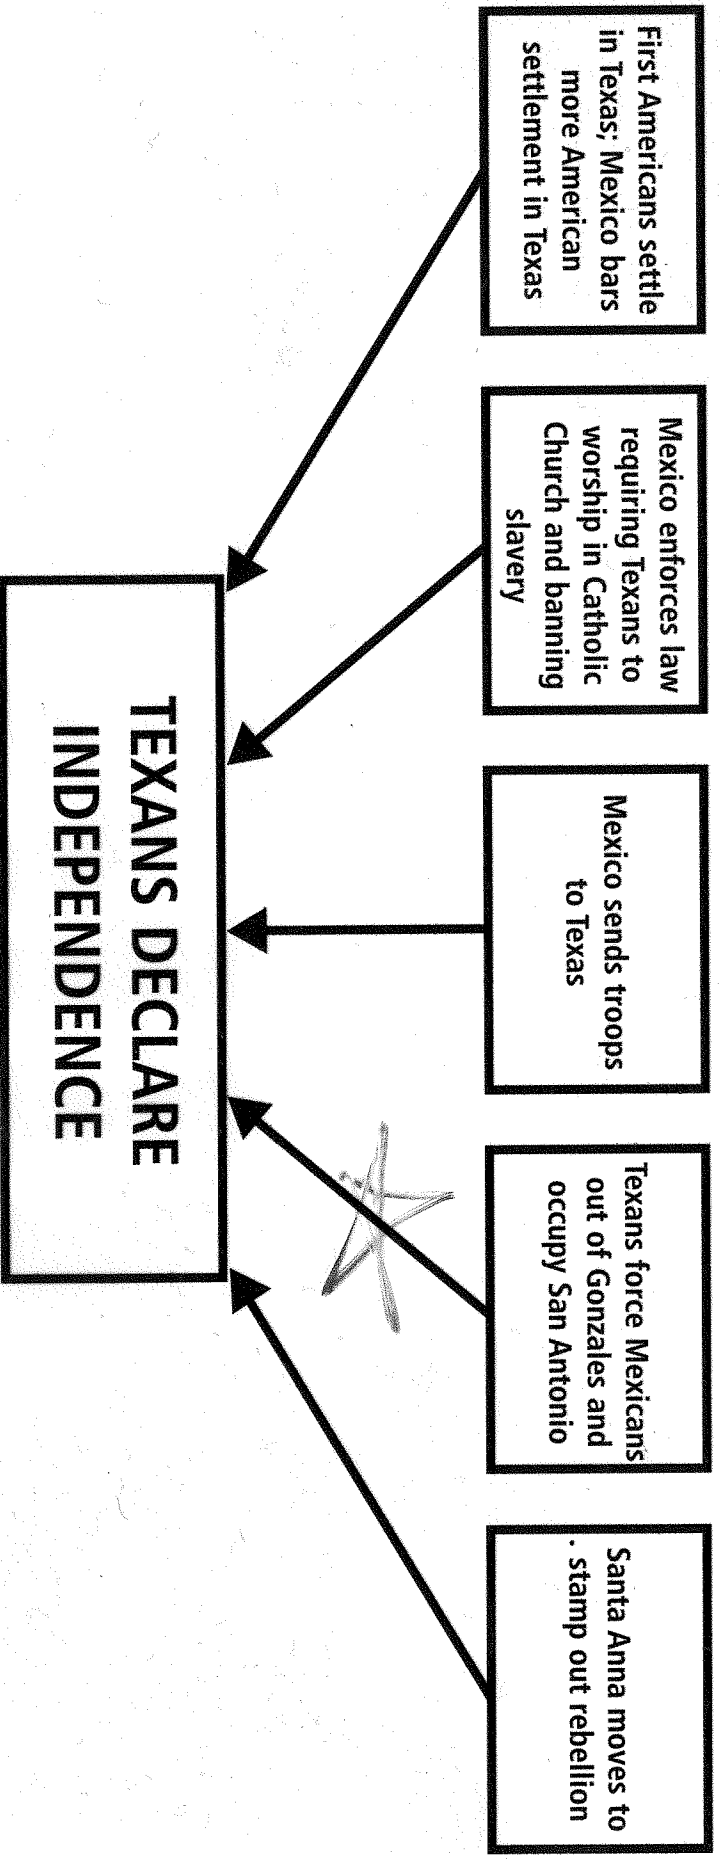 First Americans settle
in Texas; Mexico bars
more American
settlement in Texas
Mexico enforces law
requiring Texans to
worship in Catholic
Church and banning
slavery
Mexico sends troops
to Texas
Texans force Mexicans
out of Gonzales and
occupy San Antonio
Santa Anna moves to
. stamp out rebellion
TEXANS DECLARE
INDEPENDENCE